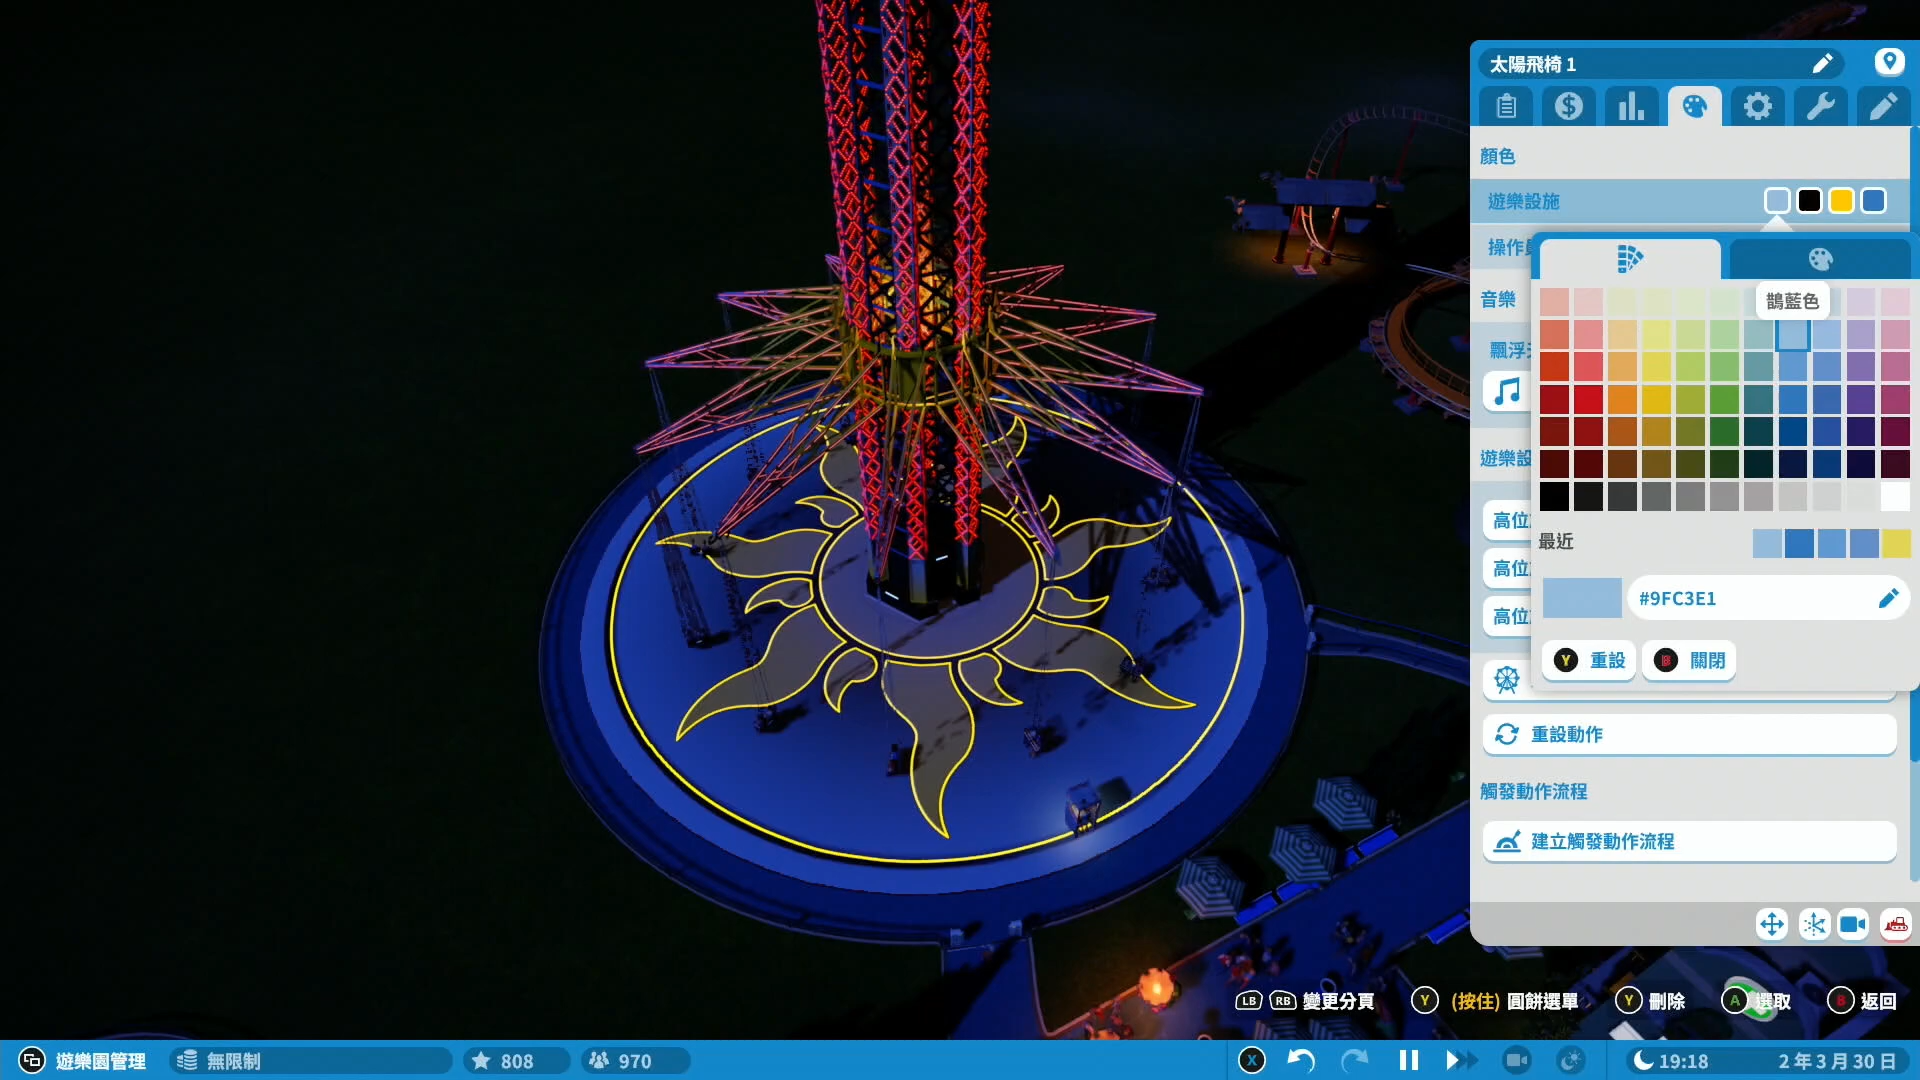 太陽飛椅 1
顏色
遊樂設施
操作
音樂
鵲藍色
飄浮
遊樂設
高位
高位
高位
最近
#9FC3E1
Y 重設
B 關閉
重設動作
觸發動作流程
建立觸發動作流程
LB RB 變更分頁
Y (按住) 圓餅選單
Y 刪除
A 選取
B 返回
遊樂園管理
無限制
808
970
X
19:18
2 年 3 月 30 日